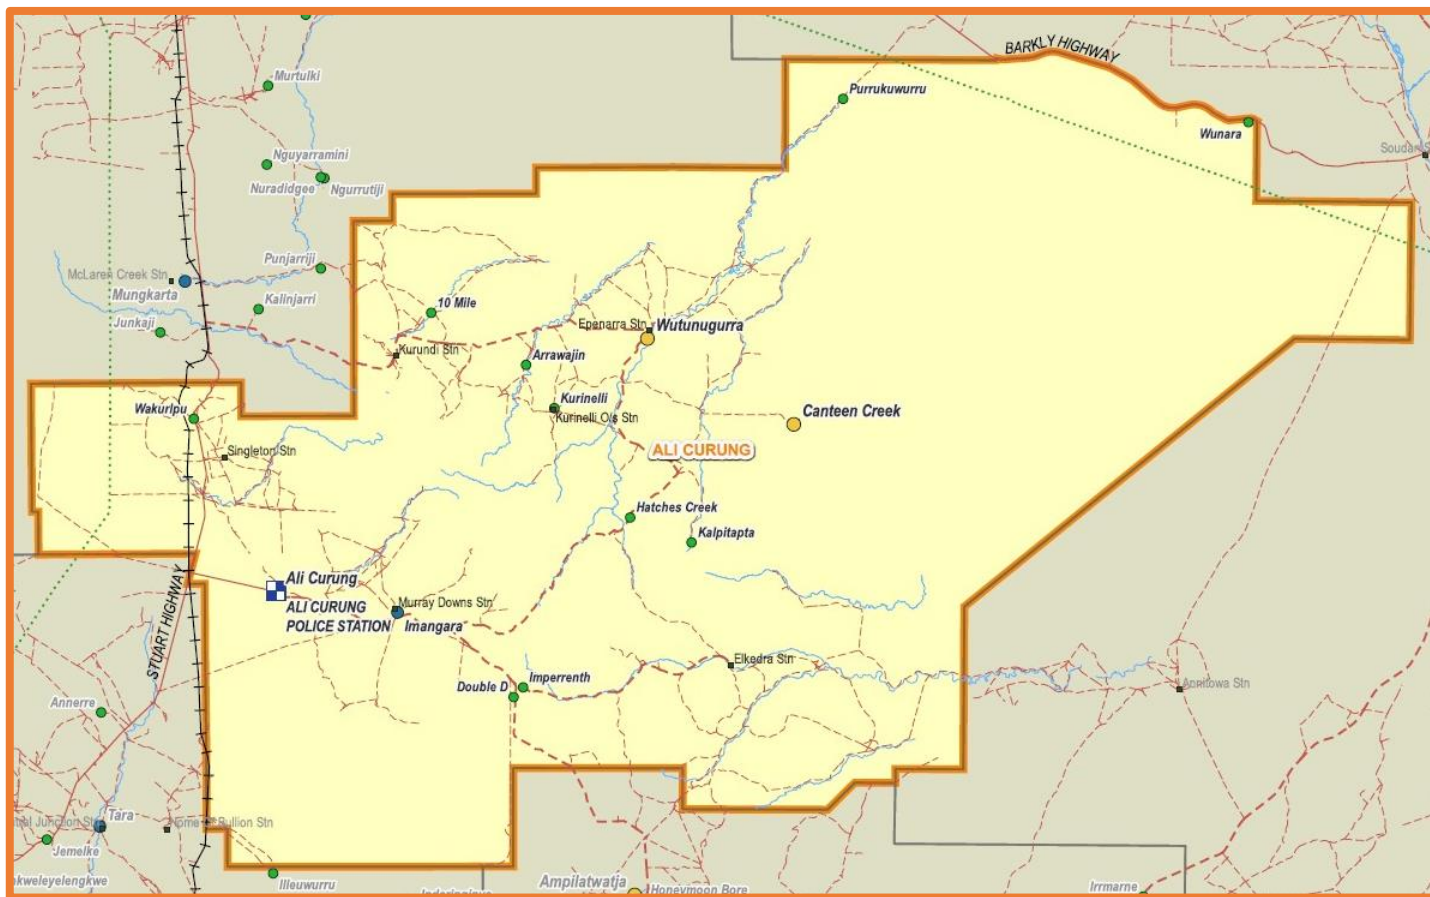 BARKLY HIGHWAY
Murtulki
Purrukuwurru
Wunara
Nguyarramini
Nuradidgee
Ngurrutiji
Punjarriji
McLaren Creek Stn
Mungkarta
Kalinjarri
Junkaji
10 Mile
Epenarra Stn
Wutunugurra
Kurundi Stn
Arrawajin
Kurinelli
Kurinelli O/s Stn
Canteen Creek
Wakurlpu
Singleton Stn
ALI CURUNG
Hatches Creek
Kalpitapta
STUART HIGHWAY
Ali Curung
ALI CURUNG
POLICE STATION
Murray Downs Stn
Imangara
Elkedra Stn
Imperrenth
Double D
Annitowa Stn
Annerre
Tara
Jemelke
Illeuwurru
Ampilatwatja
Honeymoon Bore
Irrmarne